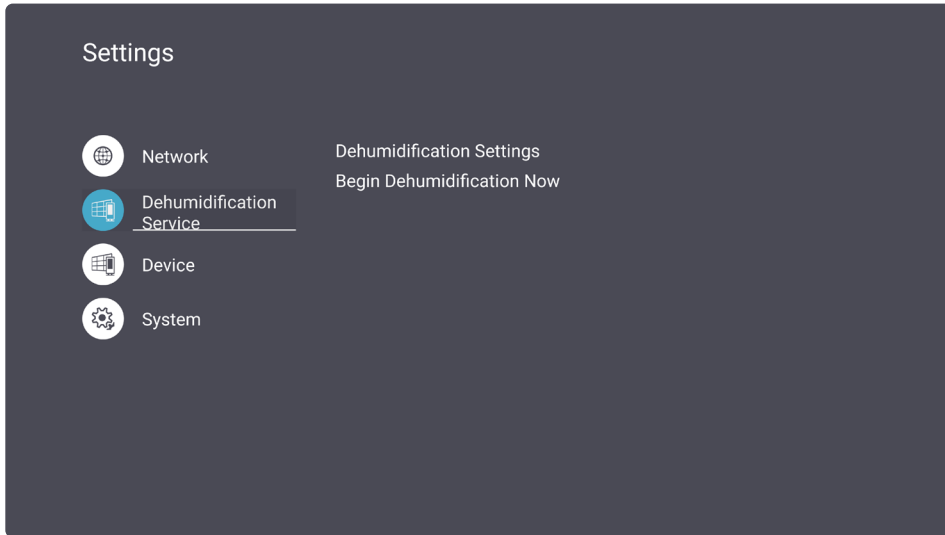 Settings
Network
Dehumidification
Service
Device
System
Dehumidification Settings
Begin Dehumidification Now